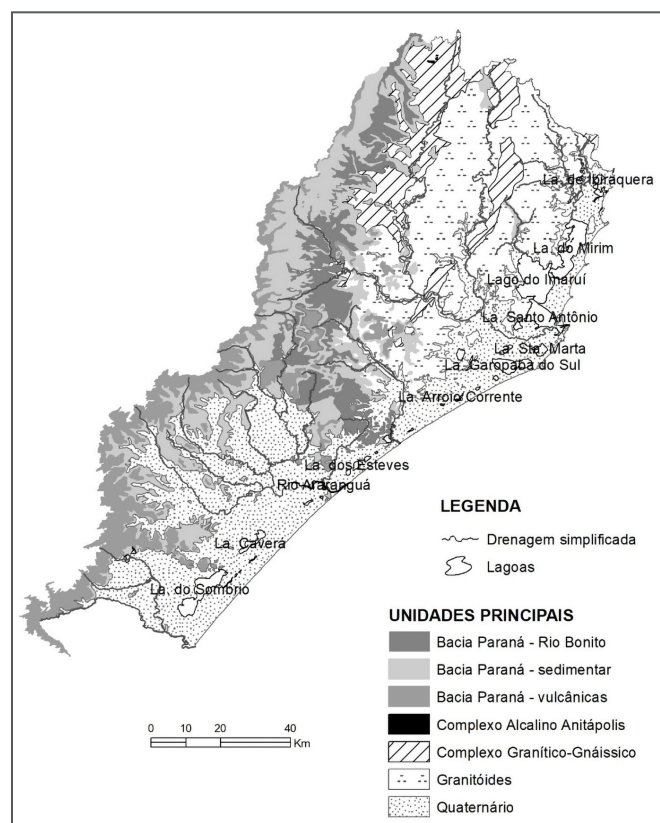 La. de Ibiraquera
La. do Mirim
Lago do Imaruí
La. Santo Antônio
La. Sta. Marta
La. Garopaba do Sul
La. Arroio Corrente
La. dos Esteves
Rio Araranguá
La. Caverá
La. do Sombrio
LEGENDA
Drenagem simplificada
Lagoas
UNIDADES PRINCIPAIS
Bacia Paraná - Rio Bonito
Bacia Paraná - sedimentar
Bacia Paraná - vulcânicas
Complexo Alcalino Anitápolis
Complexo Granítico-Gnáissico
Granitóides
Quaternário
0 10 20 40
Km